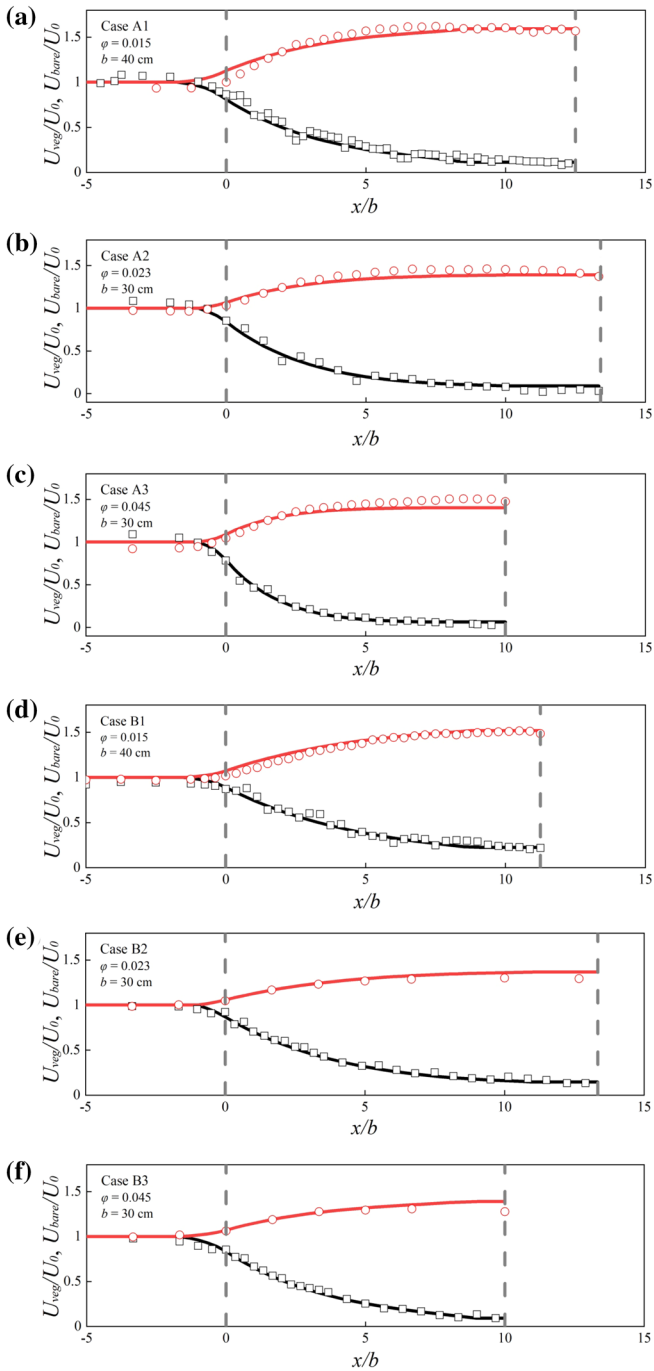 (a)
Case A1
φ = 0.015
b = 40 cm
1.5
1
0.5
0
-5 0 5 10 15
x/b
Uveg/U0, Ubare/U0
(b)
Case A2
φ = 0.023
b = 30 cm
1.5
1
0.5
0
-5 0 5 10 15
x/b
Uveg/U0, Ubare/U0
(c)
Case A3
φ = 0.045
b = 30 cm
1.5
1
0.5
0
-5 0 5 10 15
x/b
Uveg/U0, Ubare/U0
(d)
Case B1
φ = 0.015
b = 40 cm
1.5
1
0.5
0
-5 0 5 10 15
x/b
Uveg/U0, Ubare/U0
(e)
Case B2
φ = 0.023
b = 30 cm
1.5
1
0.5
0
-5 0 5 10 15
x/b
Uveg/U0, Ubare/U0
(f)
Case B3
φ = 0.045
b = 30 cm
1.5
1
0.5
0
-5 0 5 10 15
x/b
Uveg/U0, Ubare/U0